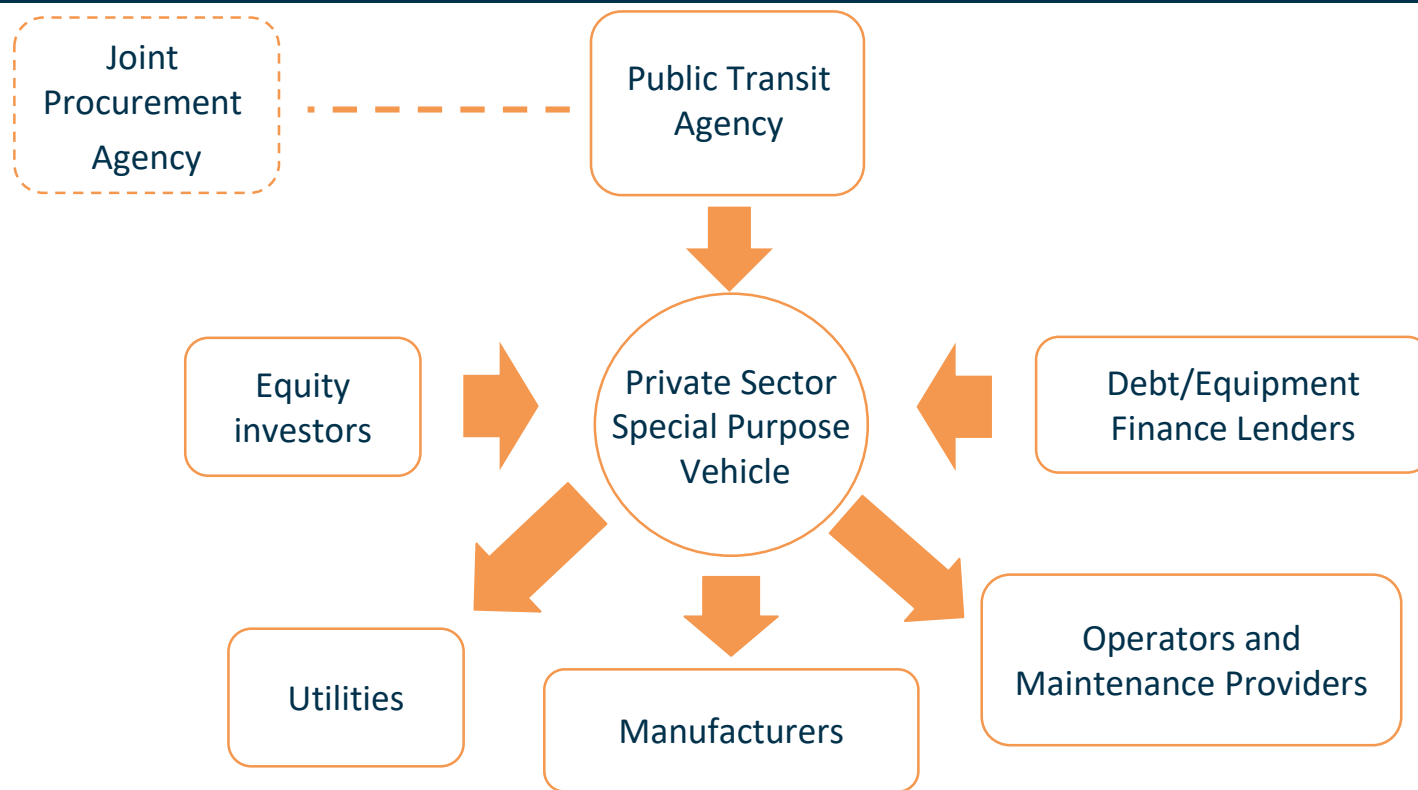 Joint
Procurement
Agency
Public Transit
Agency
Equity
investors
Private Sector
Special Purpose
Vehicle
Debt/Equipment
Finance Lenders
Utilities
Manufacturers
Operators and
Maintenance Providers